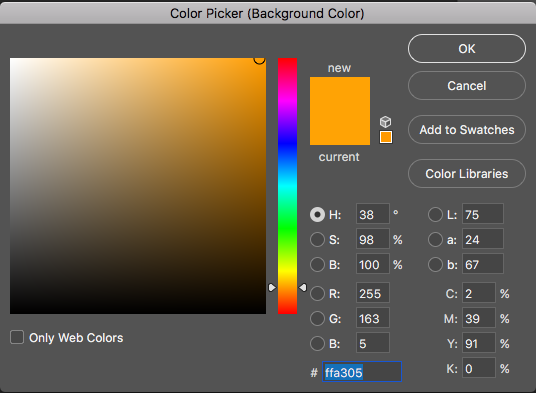 Color Picker (Background Color)
new
current
OK
Cancel
Add to Swatches
Color Libraries
H: 38 °
S: 98 %
B: 100 %
R: 255
G: 163
B: 5
# ffa305
L: 75
a: 24
b: 67
C: 2 %
M: 39 %
Y: 91 %
K: 0 %
Only Web Colors